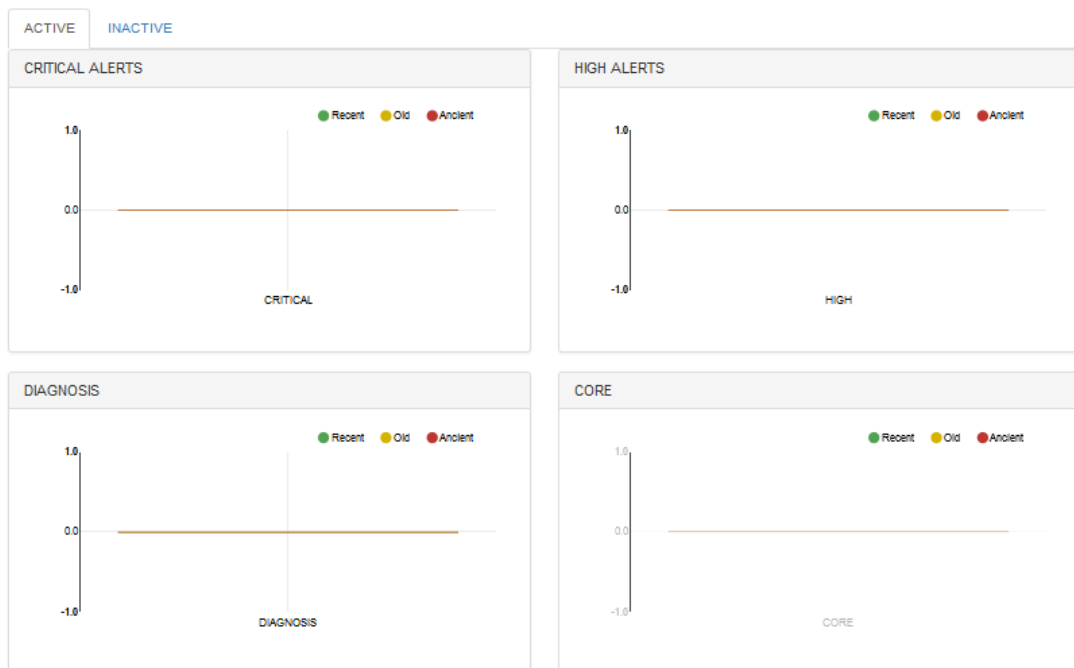 ACTIVE INACTIVE
CRITICAL ALERTS
Recent Old Ancient
1.0
0.0
-1.0
CRITICAL
HIGH ALERTS
Recent Old Ancient
1.0
0.0
-1.0
HIGH
DIAGNOSIS
Recent Old Ancient
1.0
0.0
-1.0
DIAGNOSIS
CORE
Recent Old Ancient
1.0
0.0
-1.0
CORE